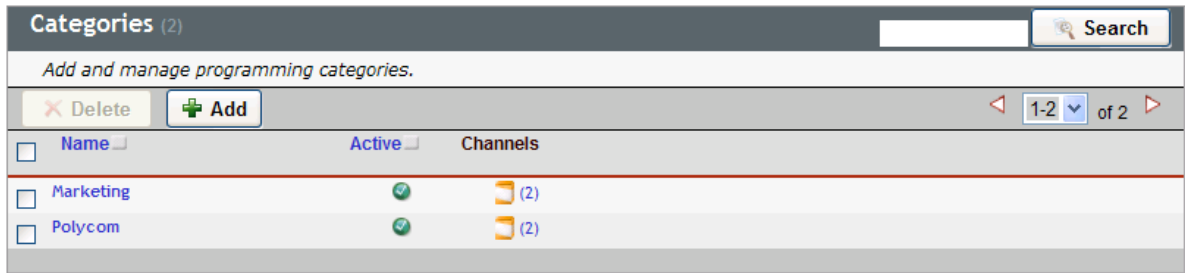 Categories (2) Search
Add and manage programming categories.
Delete Add 1-2 of 2
Name Active Channels
Marketing (2)
Polycom (2)